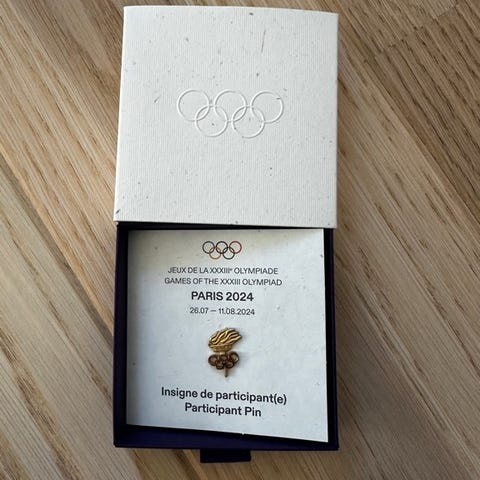 JEUX DE LA XXXIIIᵉ OLYMPIADE
GAMES OF THE XXXIII OLYMPIAD
PARIS 2024
26.07 — 11.08.2024
Insigne de participant(e)
Participant Pin